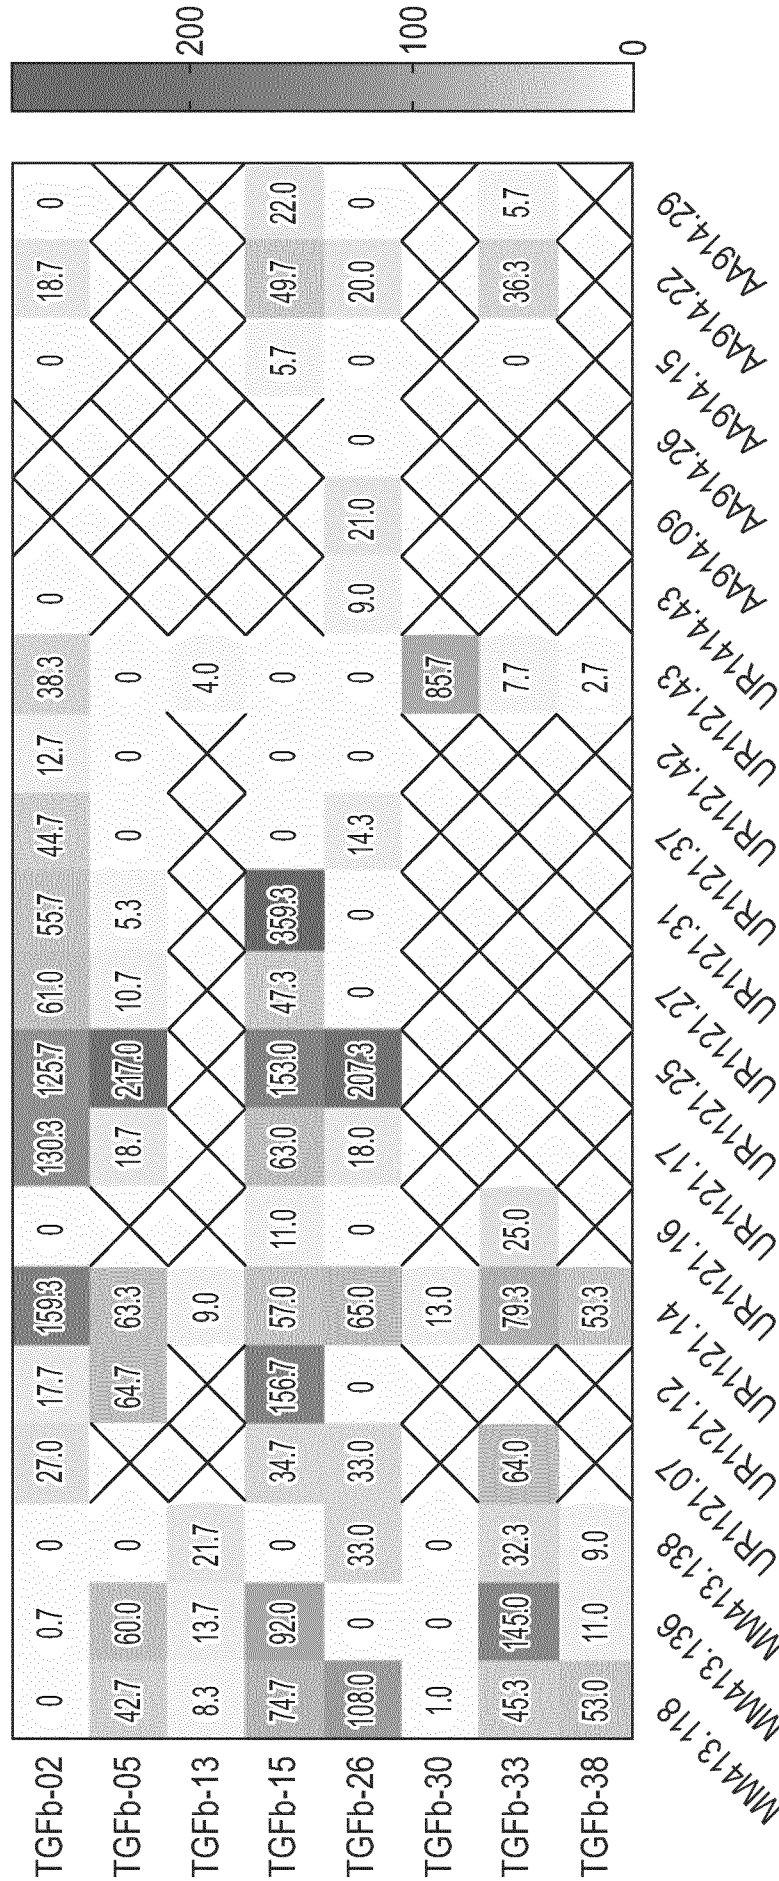 TGFb-02 0 0.7 0 27.0 17.7 159.3 0 130.3 125.7 61.0 55.7 44.7 12.7 38.3 0 0 18.7 0
TGFb-05 42.7 60.0 0 64.7 63.3 18.7 217.0 10.7 5.3 0 0 0
TGFb-13 8.3 13.7 21.7 9.0 4.0
TGFb-15 74.7 92.0 0 34.7 156.7 57.0 11.0 63.0 153.0 47.3 359.3 0 0 0 5.7 49.7 22.0
TGFb-26 108.0 0 33.0 33.0 0 65.0 0 18.0 207.3 0 0 14.3 0 0 9.0 21.0 0 0 20.0 0
TGFb-30 1.0 0 0 13.0 85.7
TGFb-33 45.3 145.0 32.3 64.0 79.3 25.0 7.7 0 36.3 5.7
TGFb-38 53.0 11.0 9.0 53.3 2.7
MM413.118
MM413.136
MM413.138
UR1121.07
UR1121.12
UR1121.14
UR1121.16
UR1121.17
UR1121.25
UR1121.27
UR1121.31
UR1121.37
UR1121.42
UR1121.43
UR1414.43
AA914.09
AA914.26
AA914.15
AA914.22
AA914.29
200
100
0